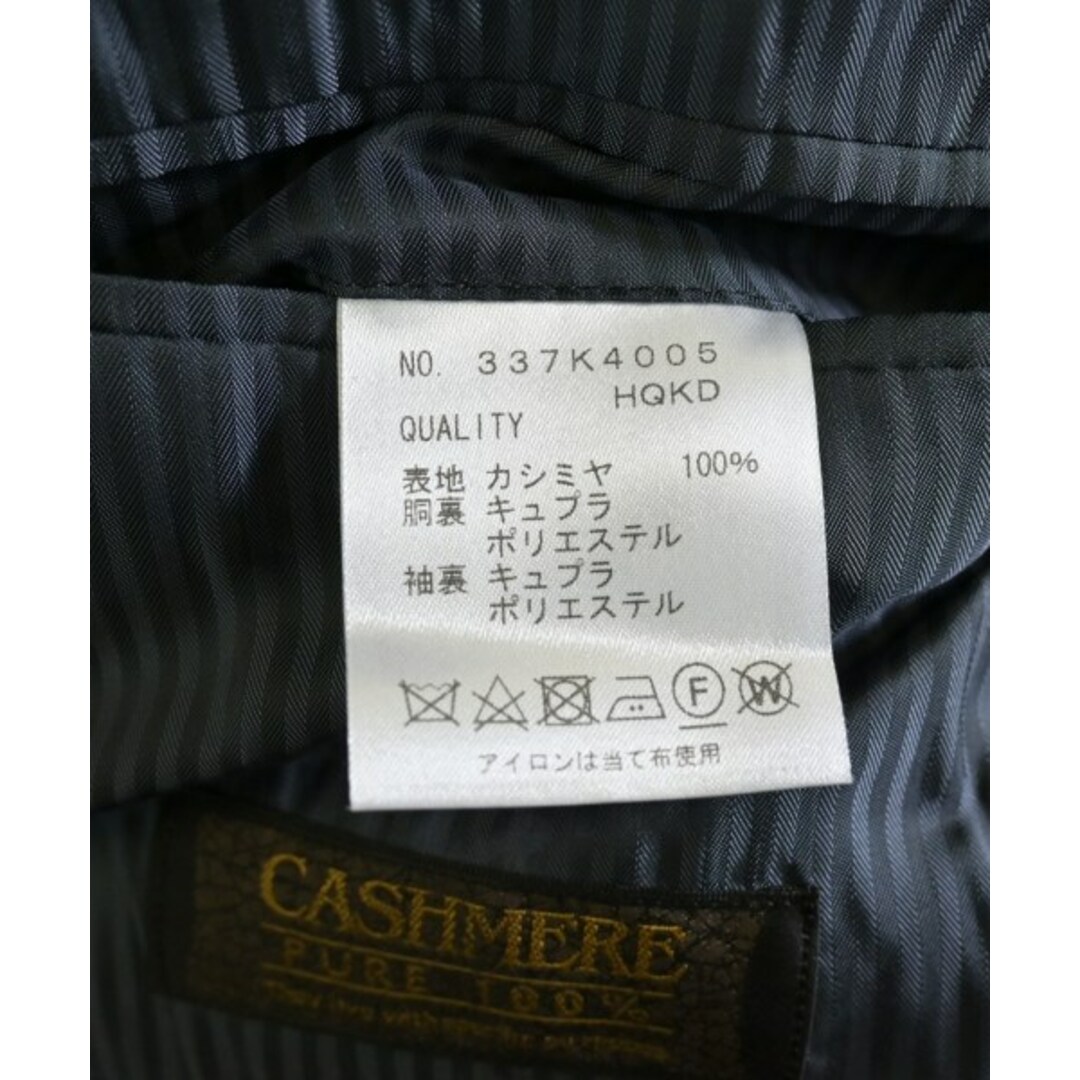 NO. 337K4005
HQKD
QUALITY
表地 カシミヤ 100%
胴裏 キュプラ
ポリエステル
袖裏 キュプラ
ポリエステル
F W
アイロンは当て布使用
CASHMERE
PURE 100%